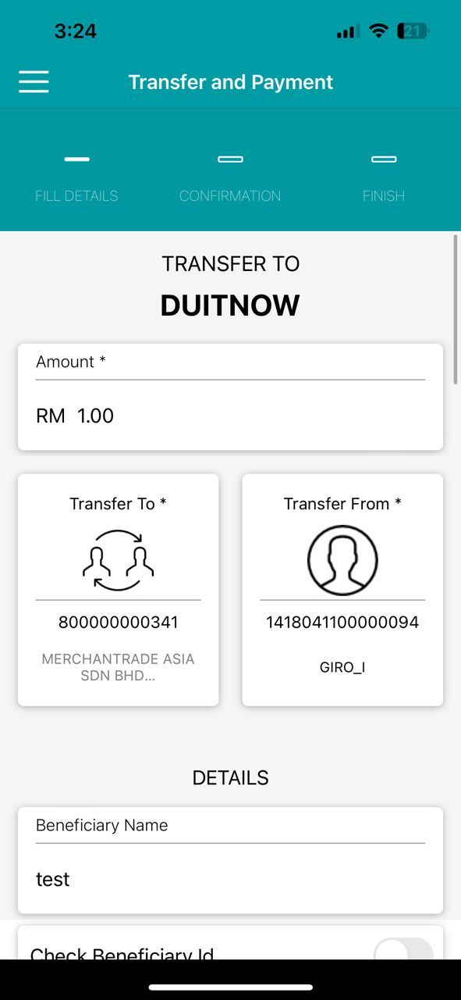 3:24
21
Transfer and Payment
FILL DETAILS
CONFIRMATION
FINISH
TRANSFER TO
DUITNOW
Amount *
RM 1.00
Transfer To *
800000000341
MERCHANTRADE ASIA
SDN BHD...
Transfer From *
1418041100000094
GIRO_I
DETAILS
Beneficiary Name
test
Check Beneficiary Id